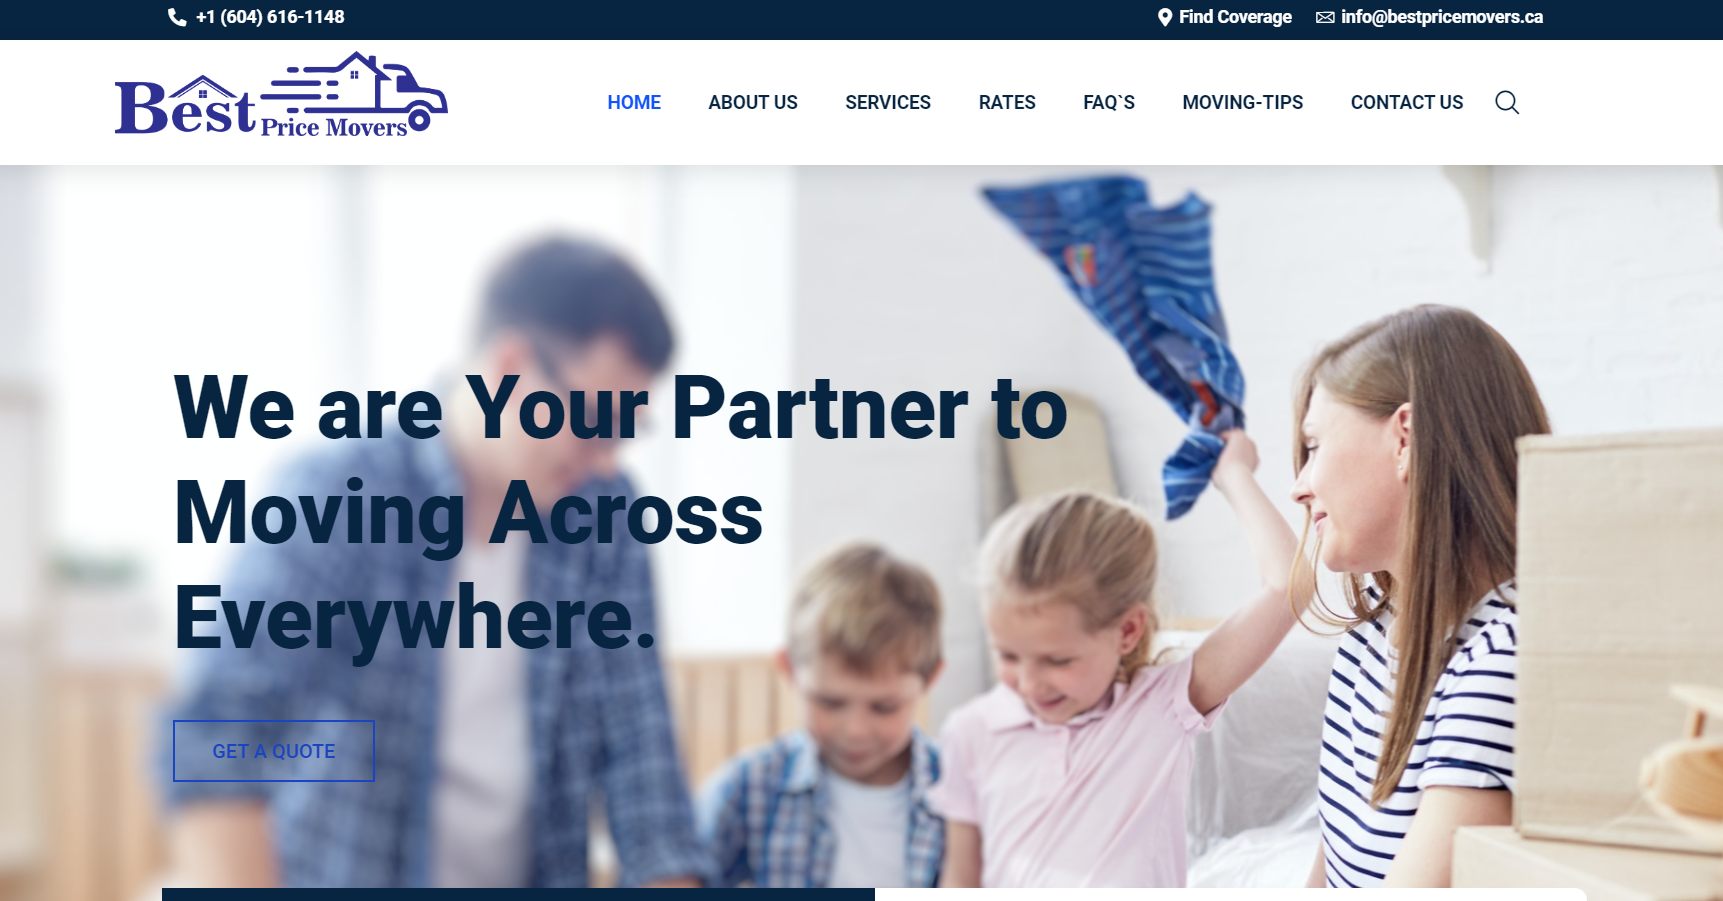 +1 (604) 616-1148
Find Coverage
info@bestpricemovers.ca
Best
Price Movers
HOME
ABOUT US
SERVICES
RATES
FAQ`S
MOVING-TIPS
CONTACT US
We are Your Partner to
Moving Across
Everywhere.
GET A QUOTE